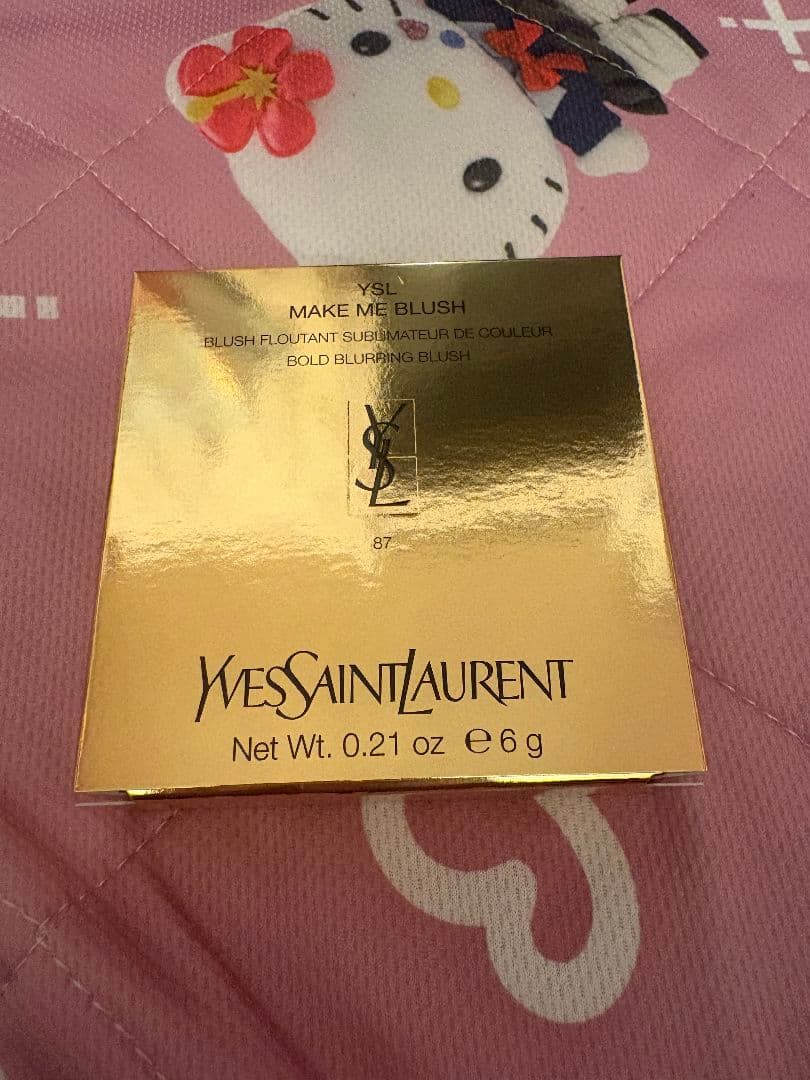 YSL
MAKE ME BLUSH
BLUSH FLOUTANT SUBLIMATEUR DE COULEUR
BOLD BLURRING BLUSH
YSL
87
YVESSAINTLAURENT
Net Wt. 0.21 oz ℮ 6 g